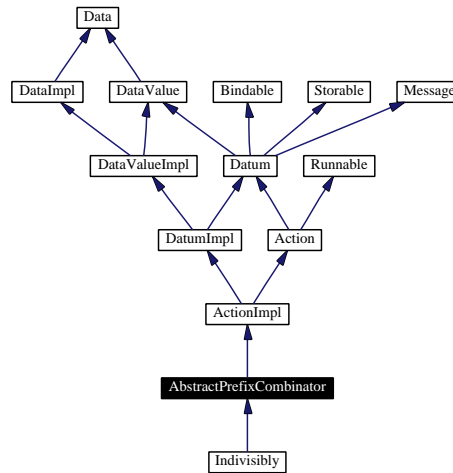 Data
DataImpl DataValue Bindable Storable Message
DataValueImpl Datum Runnable
DatumImpl Action
ActionImpl
AbstractPrefixCombinator
Indivisibly